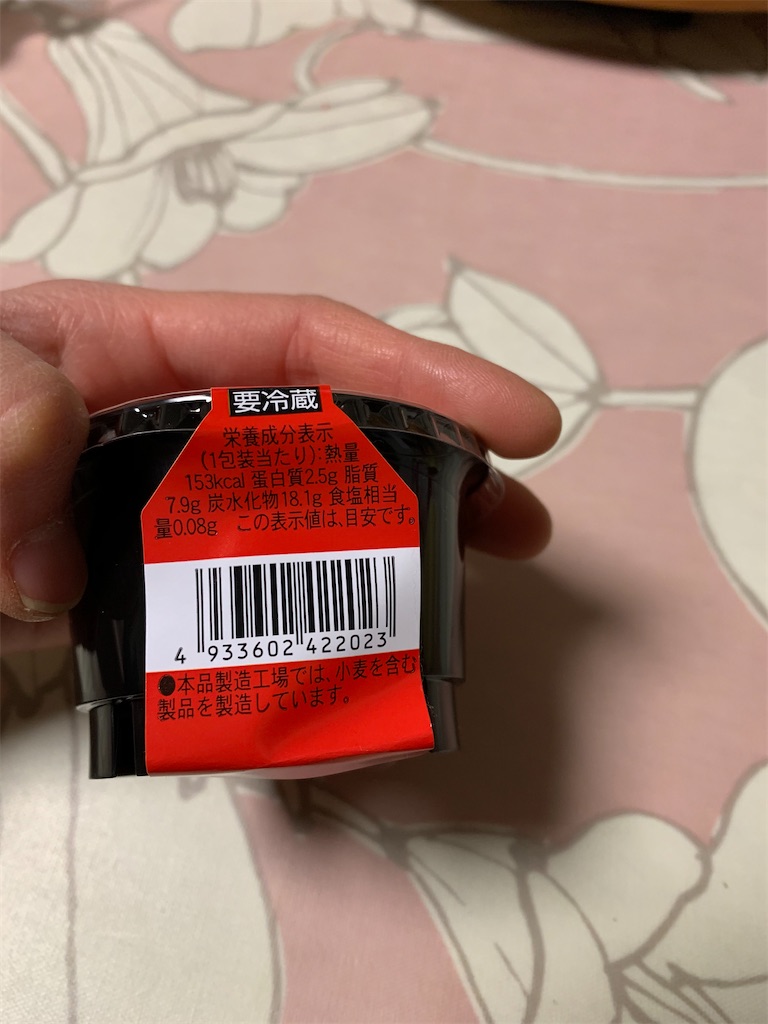 要冷蔵
栄養成分表示
(1包装当たり):熱量
153kcal 蛋白質2.5g 脂質
7.9g 炭水化物18.1g 食塩相当
量0.08g この表示値は、目安です。
4 933602 422023
●本品製造工場では、小麦を含む
製品を製造しています。